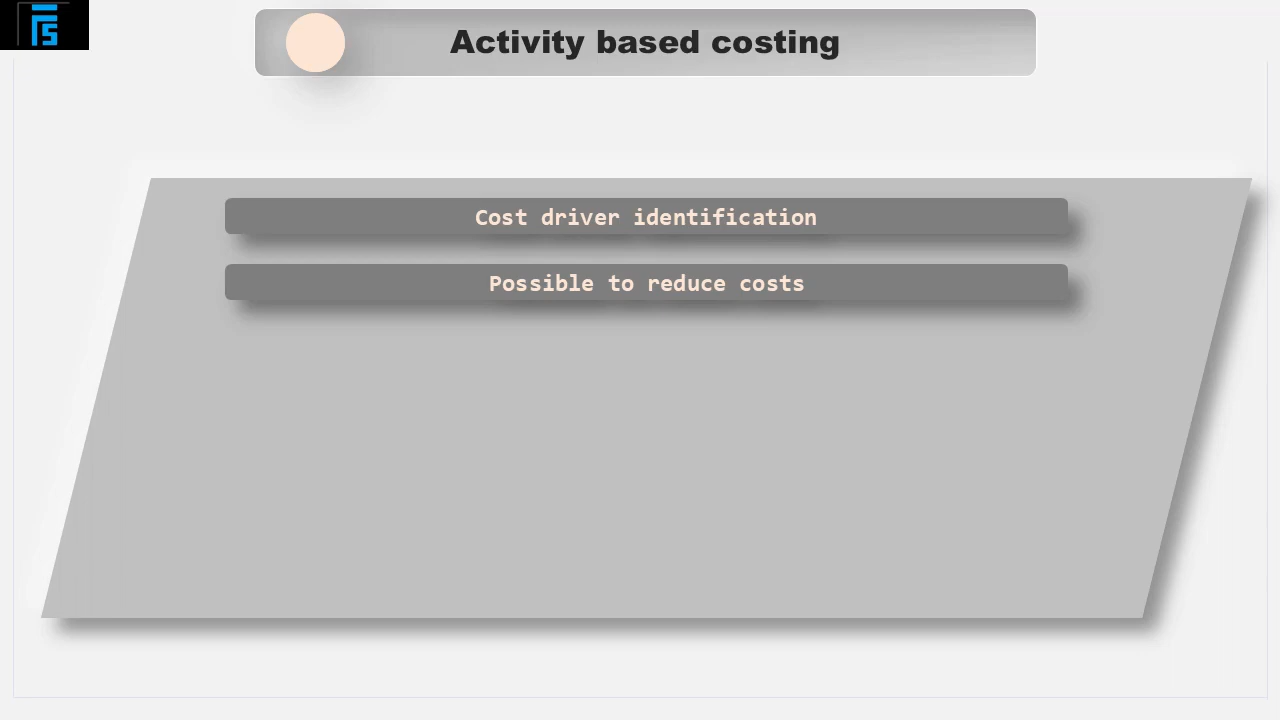 Activity based costing
Cost driver identification
Possible to reduce costs